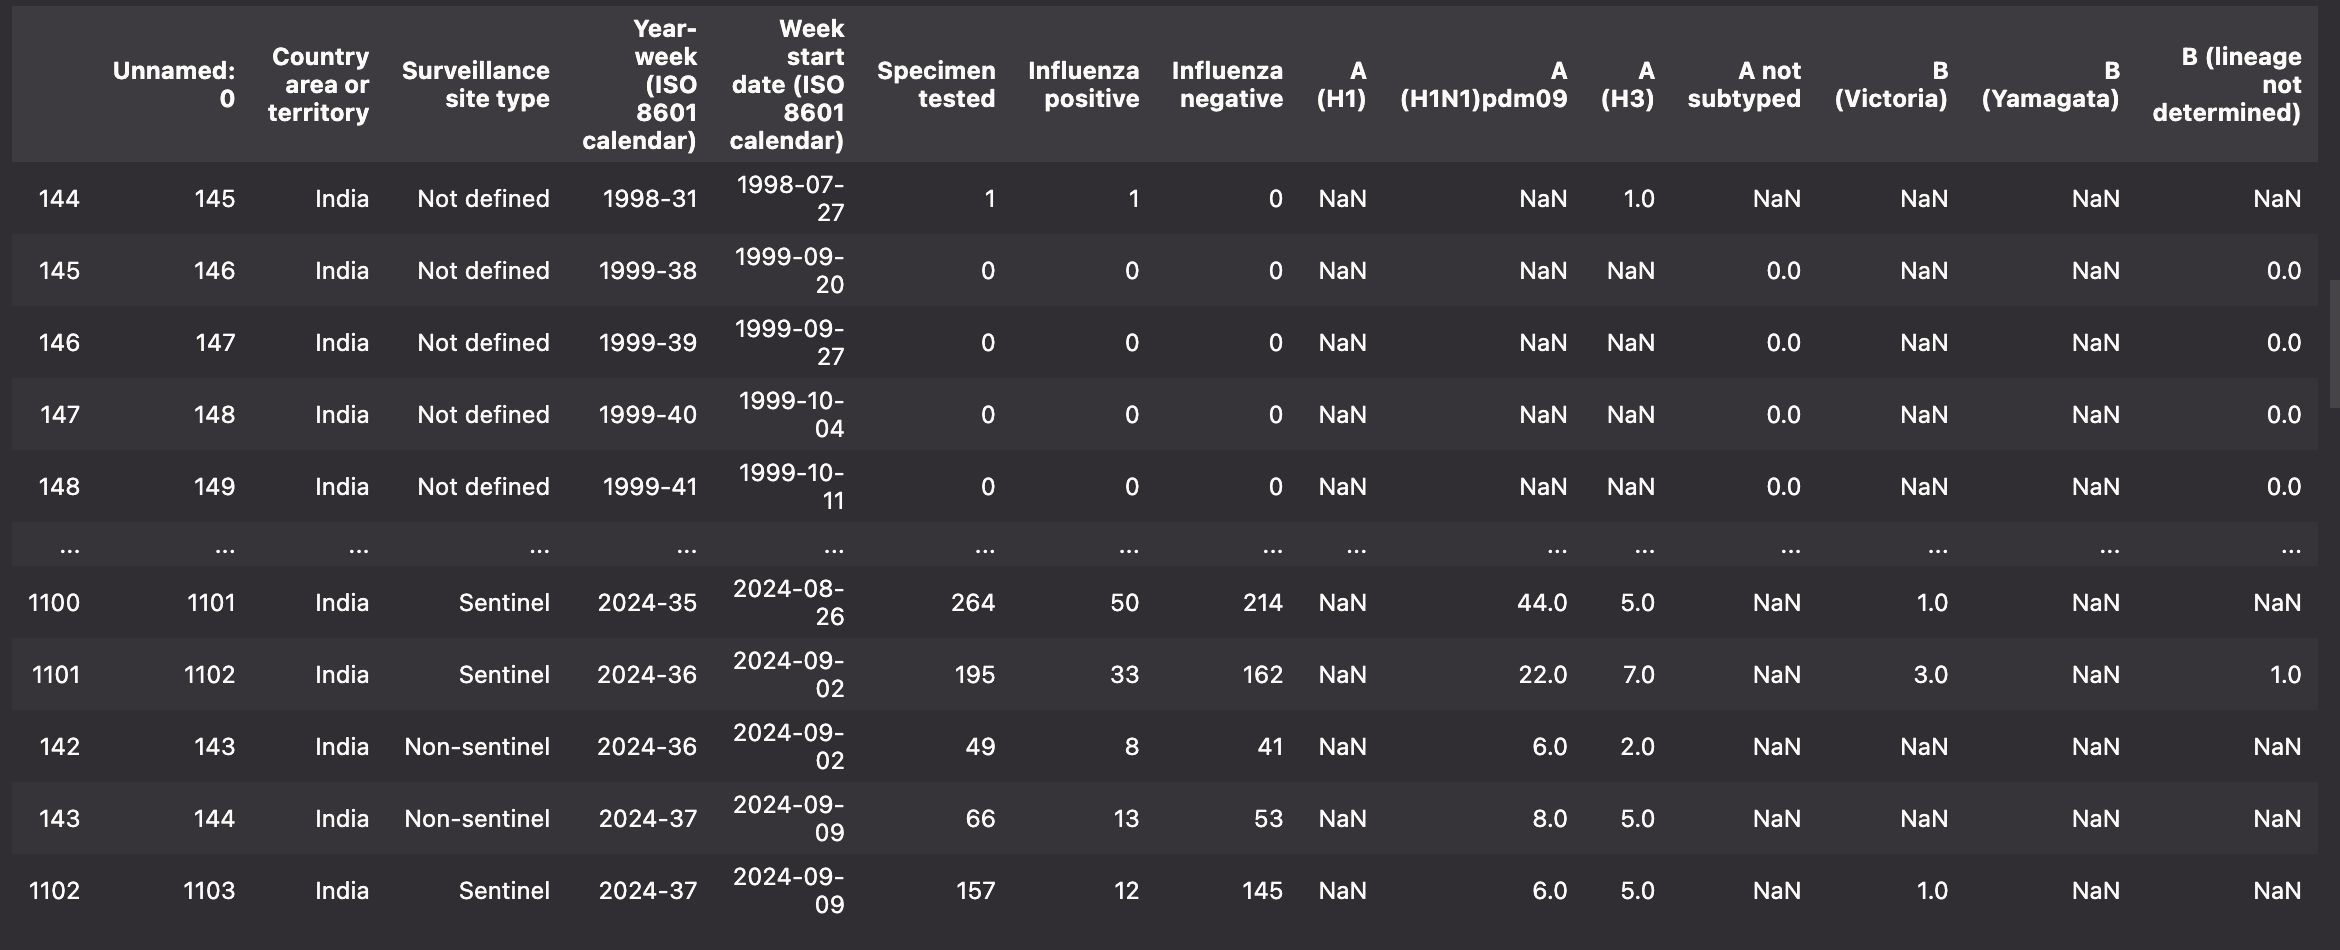 Unnamed: 0 Country area or territory Surveillance site type Year-week (ISO 8601 calendar) Week start date (ISO 8601 calendar) Specimen tested Influenza positive Influenza negative A (H1) A (H1N1)pdm09 A (H3) A not subtyped B (Victoria) B (Yamagata) B (lineage not determined)
144 145 India Not defined 1998-31 1998-07-27 1 1 0 NaN NaN 1.0 NaN NaN NaN NaN
145 146 India Not defined 1999-38 1999-09-20 0 0 0 NaN NaN NaN 0.0 NaN NaN 0.0
146 147 India Not defined 1999-39 1999-09-27 0 0 0 NaN NaN NaN 0.0 NaN NaN 0.0
147 148 India Not defined 1999-40 1999-10-04 0 0 0 NaN NaN NaN 0.0 NaN NaN 0.0
148 149 India Not defined 1999-41 1999-10-11 0 0 0 NaN NaN NaN 0.0 NaN NaN 0.0
... ... ... ... ... ... ... ... ... ... ... ... ... ... ... ...
1100 1101 India Sentinel 2024-35 2024-08-26 264 50 214 NaN 44.0 5.0 NaN 1.0 NaN NaN
1101 1102 India Sentinel 2024-36 2024-09-02 195 33 162 NaN 22.0 7.0 NaN 3.0 NaN 1.0
142 143 India Non-sentinel 2024-36 2024-09-02 49 8 41 NaN 6.0 2.0 NaN NaN NaN NaN
143 144 India Non-sentinel 2024-37 2024-09-09 66 13 53 NaN 8.0 5.0 NaN NaN NaN NaN
1102 1103 India Sentinel 2024-37 2024-09-09 157 12 145 NaN 6.0 5.0 NaN 1.0 NaN NaN